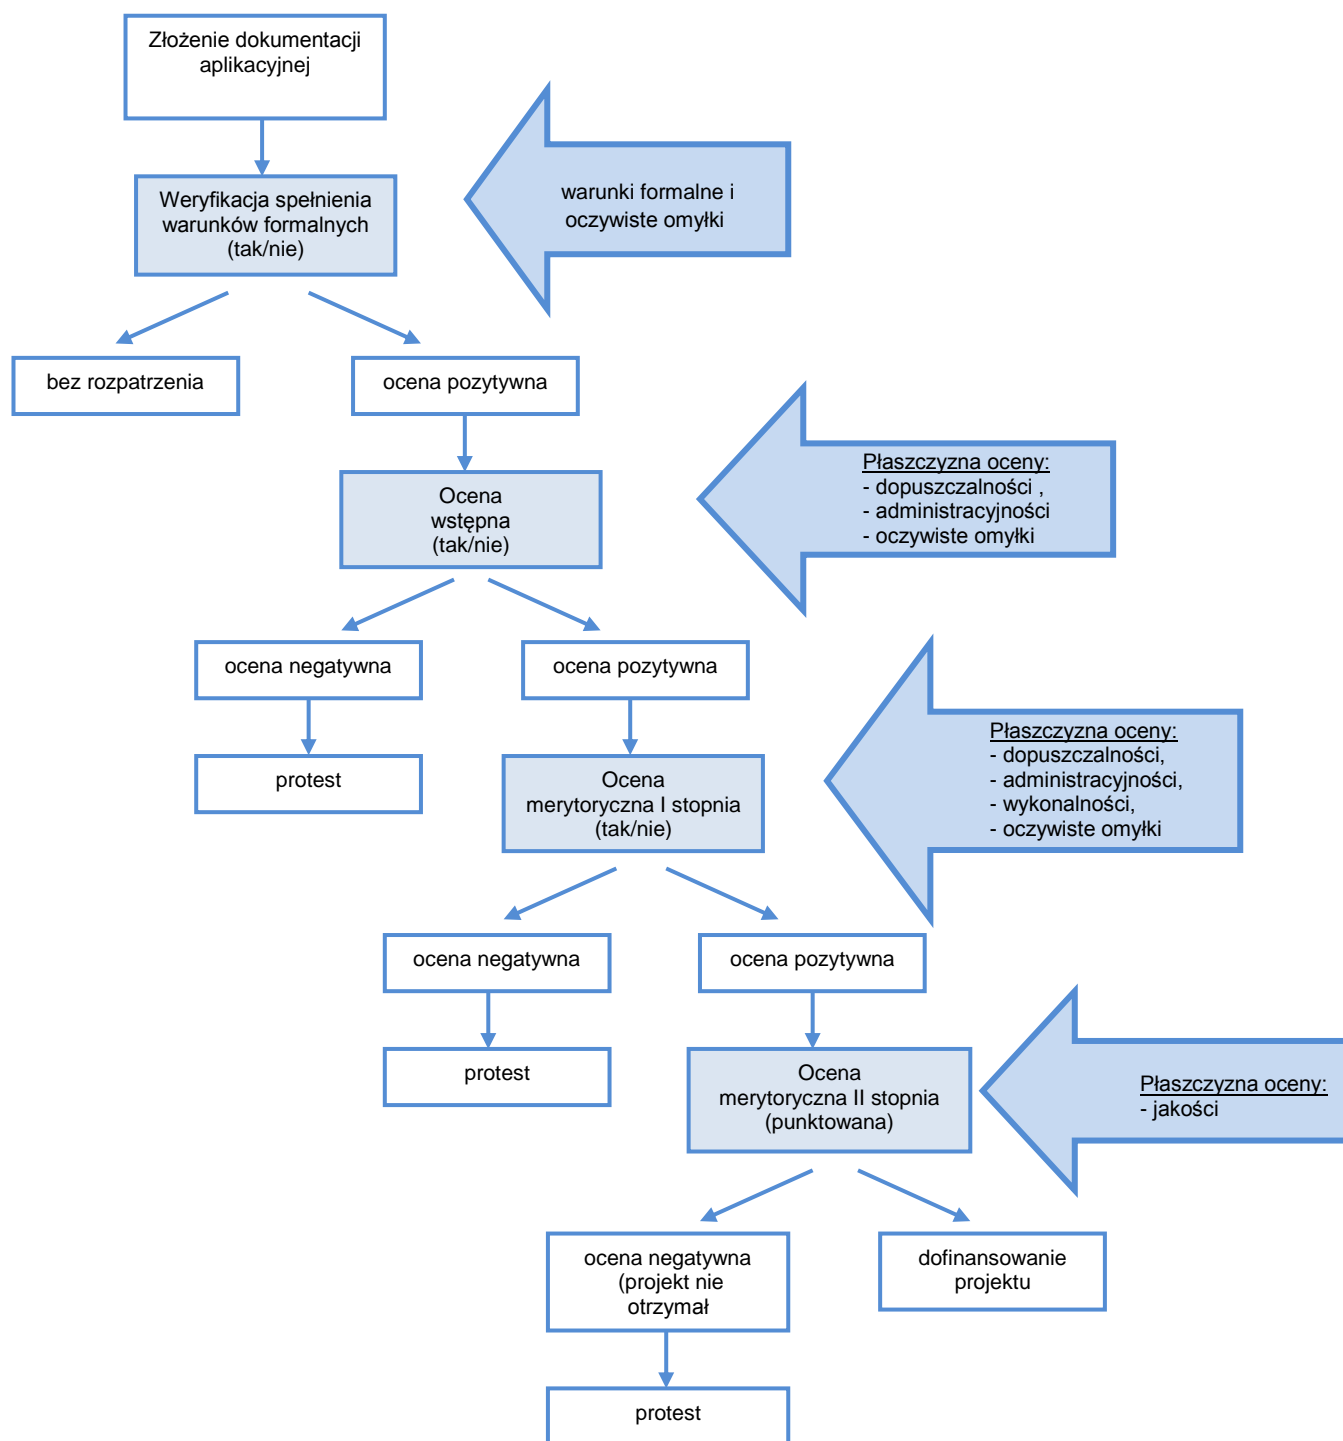 Złożenie dokumentacji
aplikacyjnej
Weryfikacja spełnienia
warunków formalnych
(tak/nie)
warunki formalne i
oczywiste omyłki
bez rozpatrzenia
ocena pozytywna
Ocena
wstępna
(tak/nie)
Płaszczyzna oceny:
- dopuszczalności ,
- administracyjności
- oczywiste omyłki
ocena negatywna
ocena pozytywna
protest
Ocena
merytoryczna I stopnia
(tak/nie)
Płaszczyzna oceny:
- dopuszczalności,
- administracyjności,
- wykonalności,
- oczywiste omyłki
ocena negatywna
ocena pozytywna
protest
Ocena
merytoryczna II stopnia
(punktowana)
Płaszczyzna oceny:
- jakości
ocena negatywna
(projekt nie
otrzymał
dofinansowanie
projektu
protest